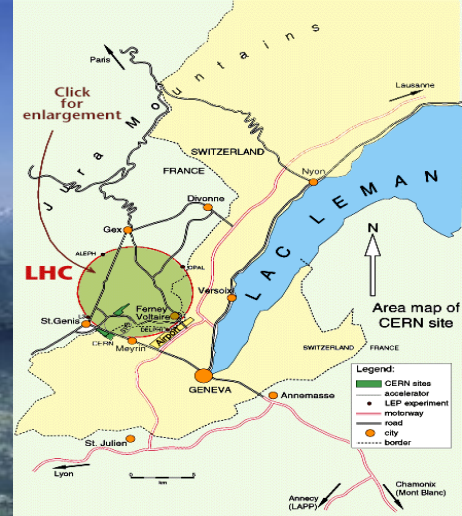 Paris
Jura Mountains
Click
for
enlargement
Lausanne
SWITZERLAND
FRANCE
Nyon
Divonne
LAC LEMAN
Gex
ALEPH
OPAL
N
LHC
Versoix
Area map of
CERN site
Ferney
Voltaire
L3
St.Genis
DELPHI
Airport
CERN
Meyrin
SWITZERLAND
FRANCE
GENEVA
Legend:
CERN sites
accelerator
LEP experiment
motorway
road
city
border
Annemasse
St. Julien
km
Lyon
Annecy
(LAPP)
Chamonix
(Mont Blanc)